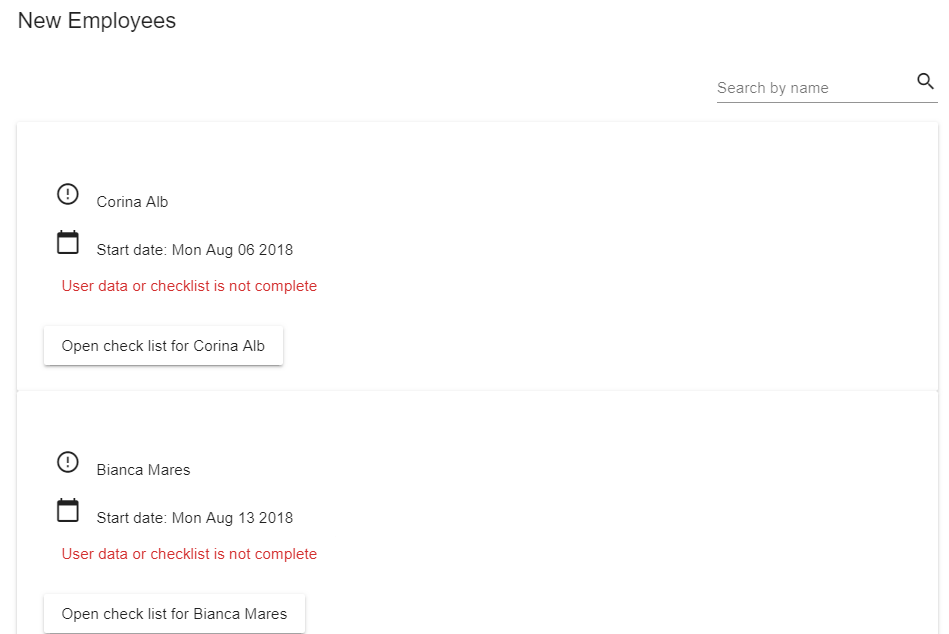 New Employees
Search by name
Corina Alb
Start date: Mon Aug 06 2018
User data or checklist is not complete
Open check list for Corina Alb
Bianca Mares
Start date: Mon Aug 13 2018
User data or checklist is not complete
Open check list for Bianca Mares